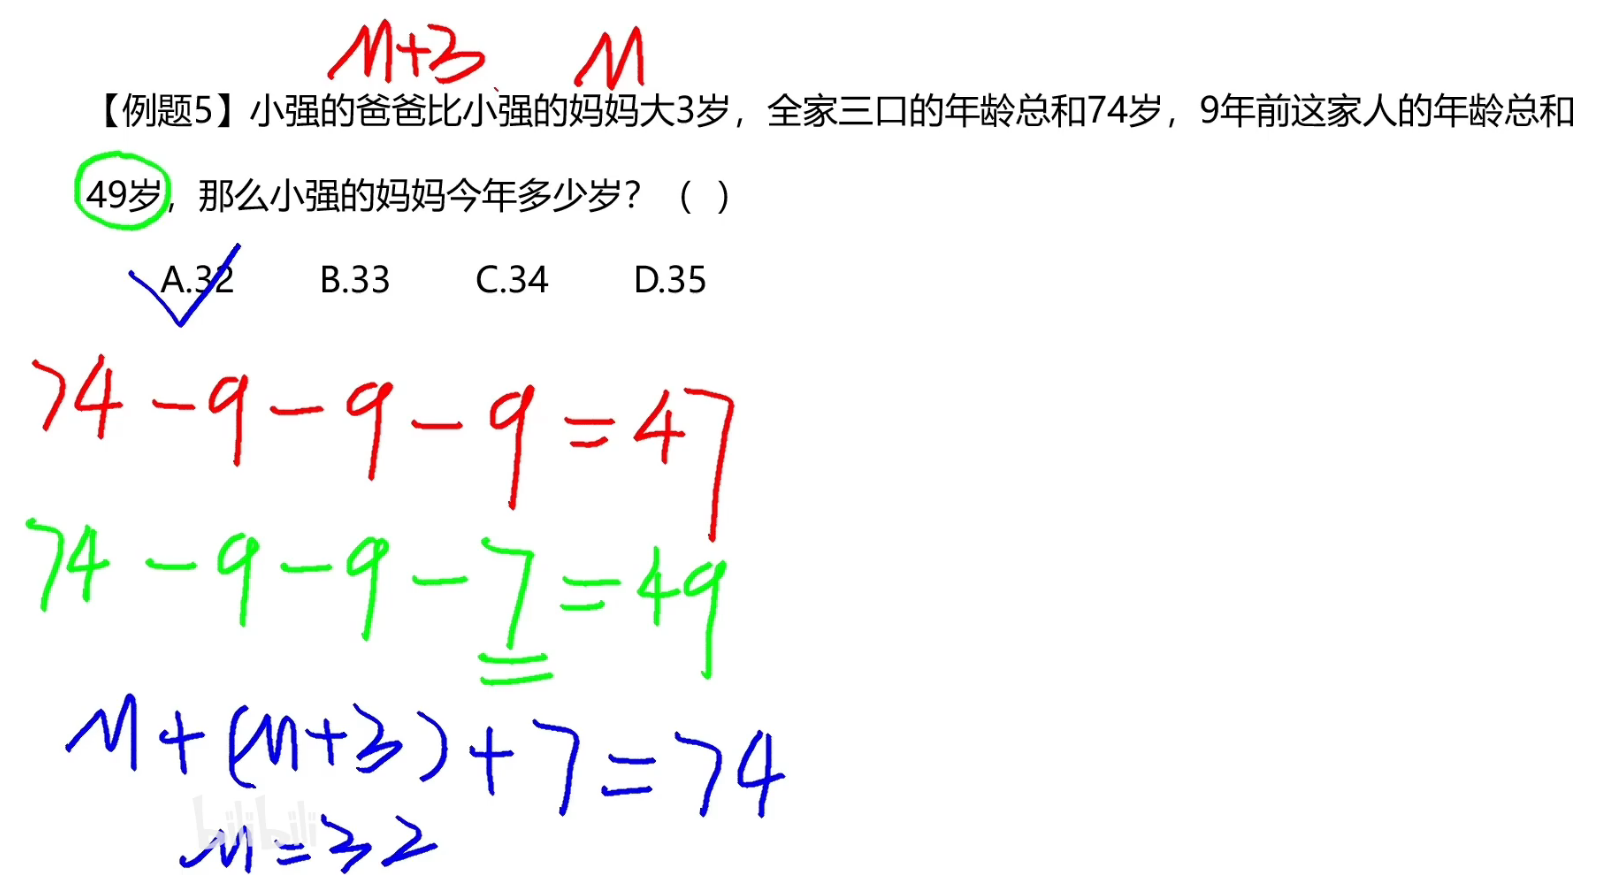 M+3 M
【例题5】小强的爸爸比小强的妈妈大3岁，全家三口的年龄总和74岁，9年前这家人的年龄总和
49岁，那么小强的妈妈今年多少岁？（ ）
A.32 B.33 C.34 D.35
74-9-9-9=47
74-9-9-7=49
M+(M+3)+7=74
bilibili
M=32